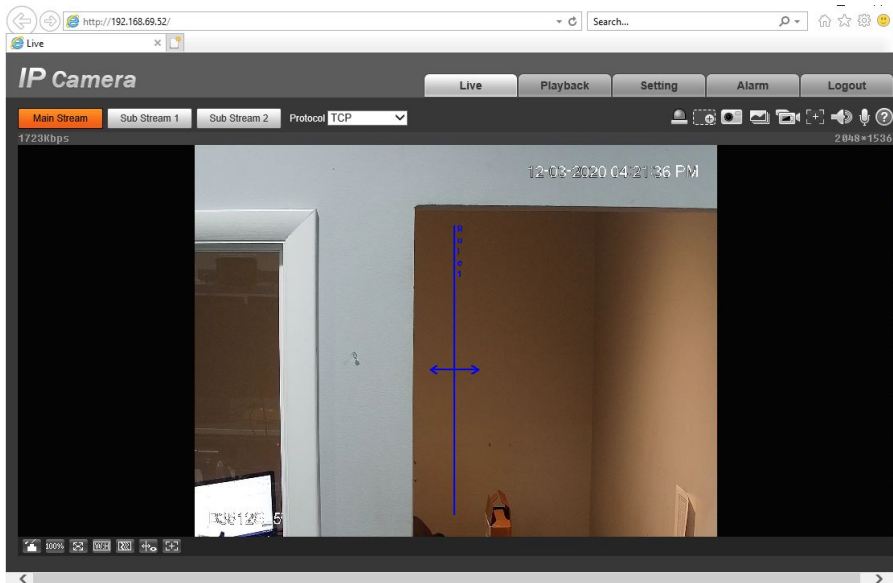 http://192.168.69.52/
Search...
Live
IP Camera
Live
Playback
Setting
Alarm
Logout
Main Stream
Sub Stream 1
Sub Stream 2
Protocol
TCP
1723Kbps
2048*1536
12-03-2020 04:21:36 PM
Rule1
100%